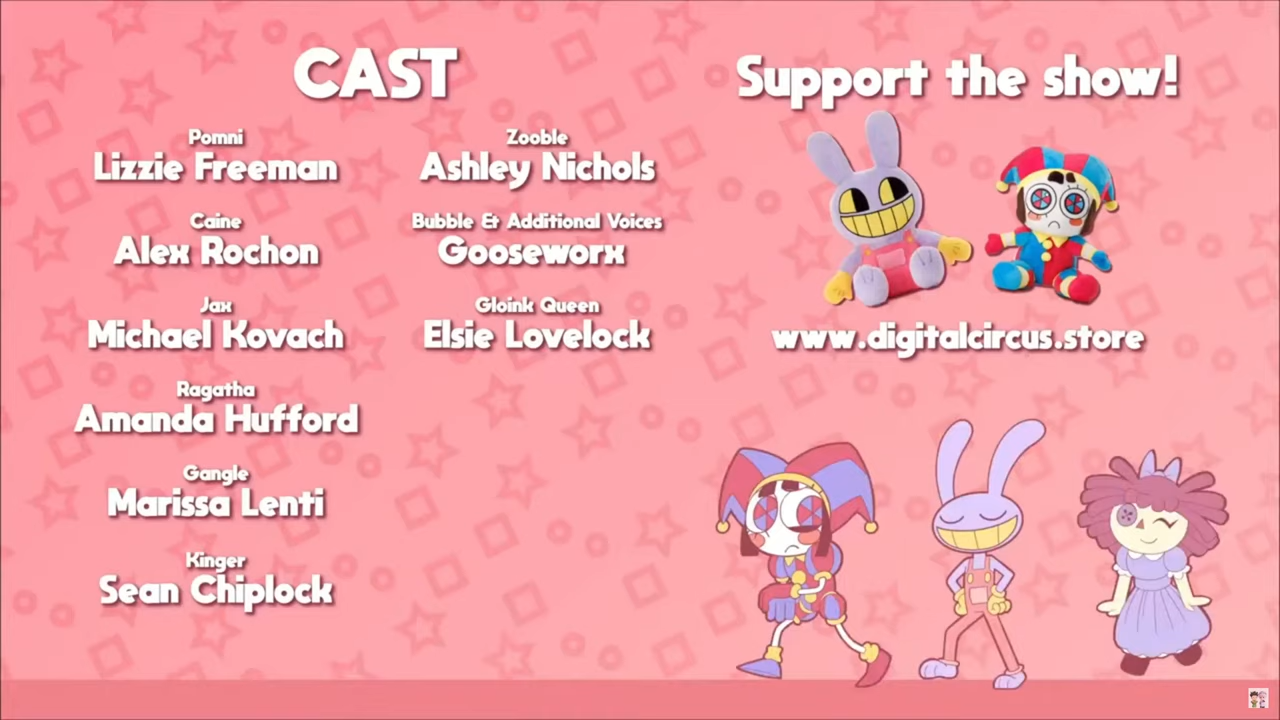 CAST
Pomni
Lizzie Freeman
Caine
Alex Rochon
Jax
Michael Kovach
Ragatha
Amanda Hufford
Gangle
Marissa Lenti
Kinger
Sean Chiplock
Zooble
Ashley Nichols
Bubble & Additional Voices
Gooseworx
Gloink Queen
Elsie Lovelock
Support the show!
www.digitalcircus.store